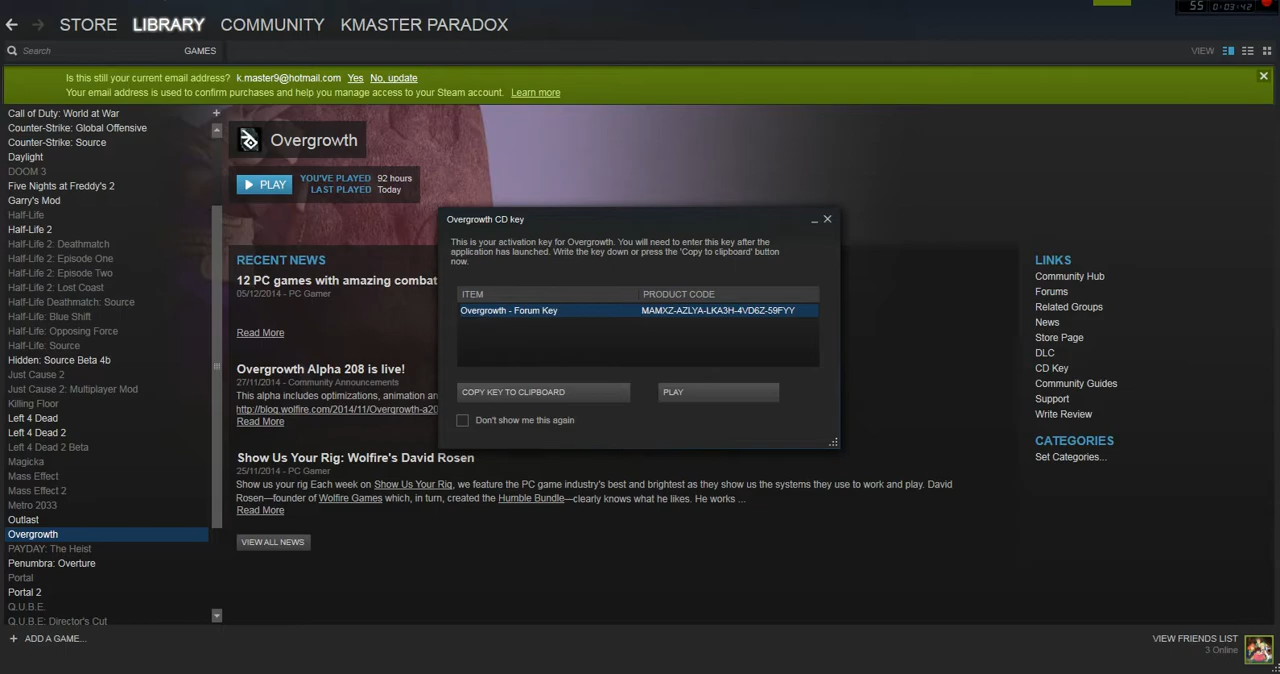 55 0:03:42
STORE LIBRARY COMMUNITY KMASTER PARADOX
Search GAMES VIEW
Is this still your current email address? k.master9@hotmail.com Yes No, update
Your email address is used to confirm purchases and help you manage access to your Steam account. Learn more
Call of Duty: World at War
Counter-Strike: Global Offensive
Counter-Strike: Source
Daylight
DOOM 3
Five Nights at Freddy's 2
Garry's Mod
Half-Life
Half-Life 2
Half-Life 2: Deathmatch
Half-Life 2: Episode One
Half-Life 2: Episode Two
Half-Life 2: Lost Coast
Half-Life Deathmatch: Source
Half-Life: Blue Shift
Half-Life: Opposing Force
Half-Life: Source
Hidden: Source Beta 4b
Just Cause 2
Just Cause 2: Multiplayer Mod
Killing Floor
Left 4 Dead
Left 4 Dead 2
Left 4 Dead 2 Beta
Magicka
Mass Effect
Mass Effect 2
Metro 2033
Outlast
Overgrowth
PAYDAY: The Heist
Penumbra: Overture
Portal
Portal 2
Q.U.B.E.
Q.U.B.E: Director's Cut
+ ADD A GAME...
Overgrowth
PLAY
YOU'VE PLAYED 92 hours
LAST PLAYED Today
RECENT NEWS
12 PC games with amazing combat
05/12/2014 - PC Gamer
Read More
Overgrowth Alpha 208 is live!
27/11/2014 - Community Announcements
This alpha includes optimizations, animation an
http://blog.wolfire.com/2014/11/Overgrowth-a20
Read More
Show Us Your Rig: Wolfire's David Rosen
25/11/2014 - PC Gamer
Show us your rig Each week on Show Us Your Rig, we feature the PC game industry's best and brightest as they show us the systems they use to work and play. David
Rosen—founder of Wolfire Games which, in turn, created the Humble Bundle—clearly knows what he likes. He works ...
Read More
VIEW ALL NEWS
Overgrowth CD key
This is your activation key for Overgrowth. You will need to enter this key after the
application has launched. Write the key down or press the 'Copy to clipboard' button
now.
ITEM PRODUCT CODE
Overgrowth - Forum Key MAMXZ-AZLYA-LKA3H-4VD6Z-59FYY
COPY KEY TO CLIPBOARD PLAY
Don't show me this again
LINKS
Community Hub
Forums
Related Groups
News
Store Page
DLC
CD Key
Community Guides
Support
Write Review
CATEGORIES
Set Categories...
VIEW FRIENDS LIST
3 Online